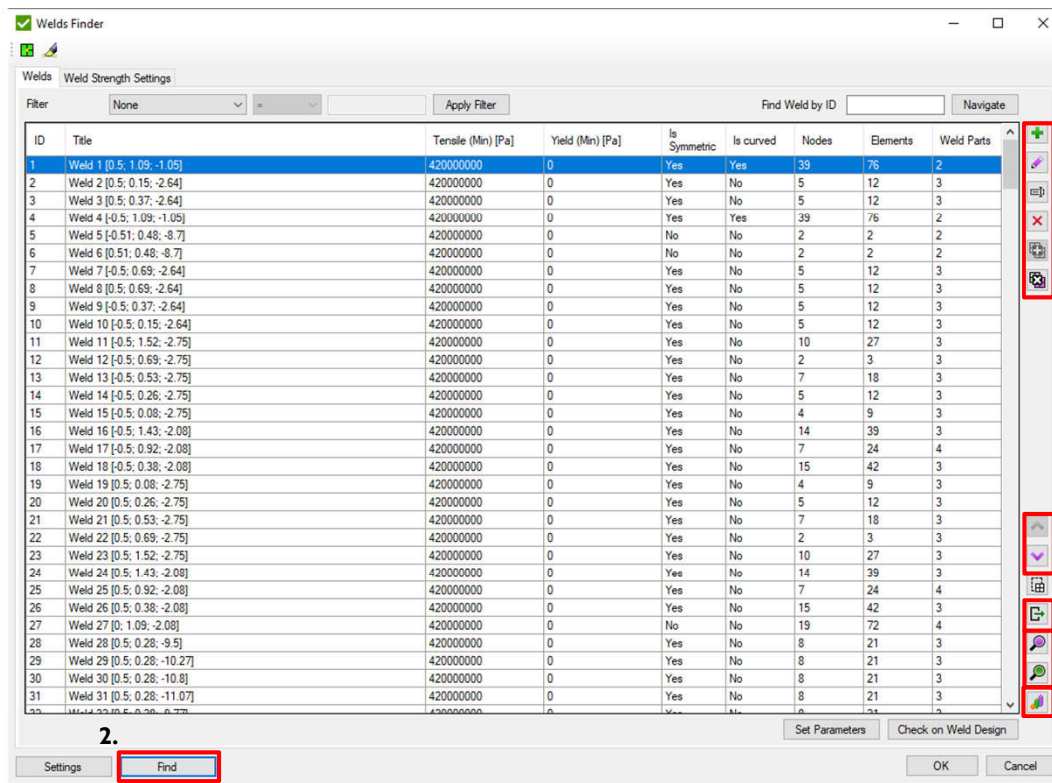 Welds Finder
Welds Weld Strength Settings
Filter None = Apply Filter Find Weld by ID Navigate
ID Title Tensile (Min) [Pa] Yield (Min) [Pa] Is Symmetric Is curved Nodes Elements Weld Parts
1 Weld 1 [0.5; 1.09; -1.05] 420000000 0 Yes Yes 39 76 2
2 Weld 2 [0.5; 0.15; -2.64] 420000000 0 Yes No 5 12 3
3 Weld 3 [0.5; 0.37; -2.64] 420000000 0 Yes No 5 12 3
4 Weld 4 [-0.5; 1.09; -1.05] 420000000 0 Yes Yes 39 76 2
5 Weld 5 [-0.51; 0.48; -8.7] 420000000 0 No No 2 2 2
6 Weld 6 [0.51; 0.48; -8.7] 420000000 0 No No 2 2 2
7 Weld 7 [-0.5; 0.69; -2.64] 420000000 0 Yes No 5 12 3
8 Weld 8 [0.5; 0.69; -2.64] 420000000 0 Yes No 5 12 3
9 Weld 9 [-0.5; 0.37; -2.64] 420000000 0 Yes No 5 12 3
10 Weld 10 [-0.5; 0.15; -2.64] 420000000 0 Yes No 5 12 3
11 Weld 11 [-0.5; 1.52; -2.75] 420000000 0 Yes No 10 27 3
12 Weld 12 [-0.5; 0.69; -2.75] 420000000 0 Yes No 2 3 3
13 Weld 13 [-0.5; 0.53; -2.75] 420000000 0 Yes No 7 18 3
14 Weld 14 [-0.5; 0.26; -2.75] 420000000 0 Yes No 5 12 3
15 Weld 15 [-0.5; 0.08; -2.75] 420000000 0 Yes No 4 9 3
16 Weld 16 [-0.5; 1.43; -2.08] 420000000 0 Yes No 14 39 3
17 Weld 17 [-0.5; 0.92; -2.08] 420000000 0 Yes No 7 24 4
18 Weld 18 [-0.5; 0.38; -2.08] 420000000 0 Yes No 15 42 3
19 Weld 19 [0.5; 0.08; -2.75] 420000000 0 Yes No 4 9 3
20 Weld 20 [0.5; 0.26; -2.75] 420000000 0 Yes No 5 12 3
21 Weld 21 [0.5; 0.53; -2.75] 420000000 0 Yes No 7 18 3
22 Weld 22 [0.5; 0.69; -2.75] 420000000 0 Yes No 2 3 3
23 Weld 23 [0.5; 1.52; -2.75] 420000000 0 Yes No 10 27 3
24 Weld 24 [0.5; 1.43; -2.08] 420000000 0 Yes No 14 39 3
25 Weld 25 [0.5; 0.92; -2.08] 420000000 0 Yes No 7 24 4
26 Weld 26 [0.5; 0.38; -2.08] 420000000 0 Yes No 15 42 3
27 Weld 27 [0; 1.09; -2.08] 420000000 0 No No 19 72 4
28 Weld 28 [0.5; 0.28; -9.5] 420000000 0 Yes No 8 21 3
29 Weld 29 [0.5; 0.28; -10.27] 420000000 0 Yes No 8 21 3
30 Weld 30 [0.5; 0.28; -10.8] 420000000 0 Yes No 8 21 3
31 Weld 31 [0.5; 0.28; -11.07] 420000000 0 Yes No 8 21 3
Set Parameters Check on Weld Design
2.
Settings Find OK Cancel